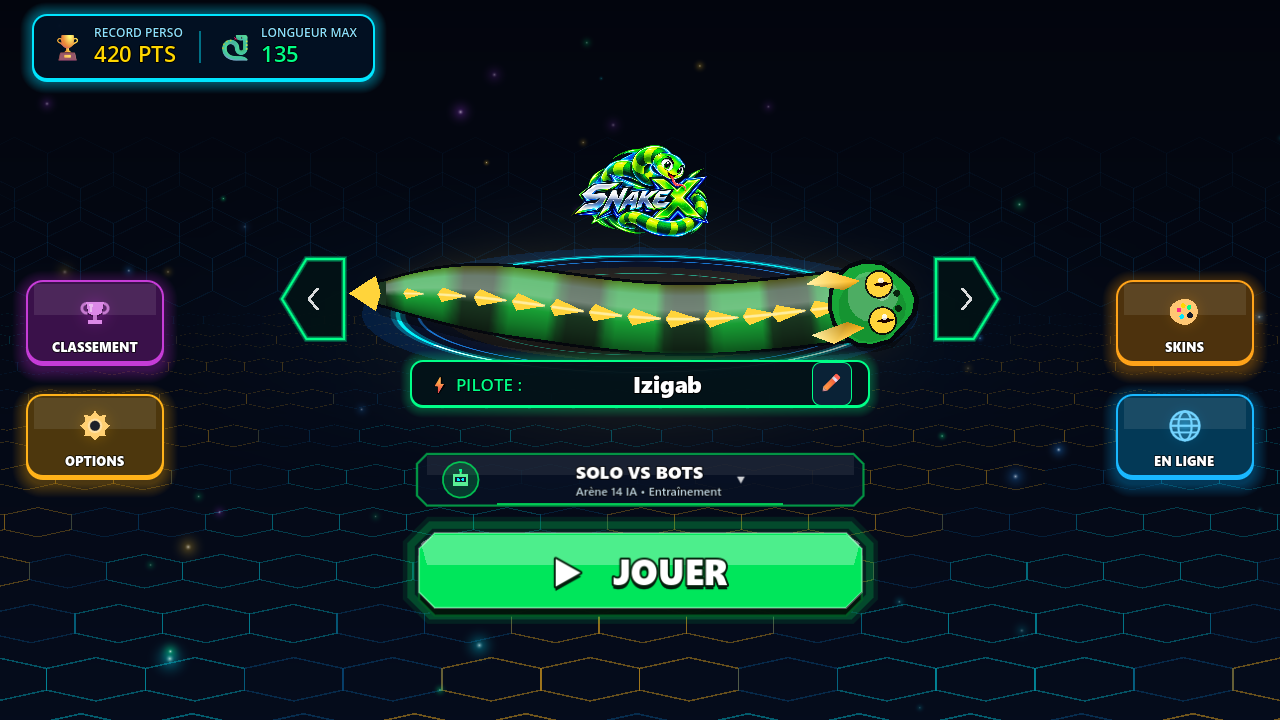 RECORD PERSO
420 PTS
LONGUEUR MAX
135
SNAKEX
CLASSEMENT
OPTIONS
PILOTE :
Izigab
SKINS
EN LIGNE
SOLO VS BOTS
Arène 14 IA • Entraînement
JOUER